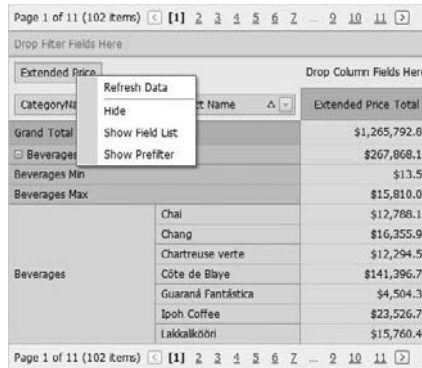 Page 1 of 11 (102 items) [1] 2 3 4 5 6 7 ... 9 10 11
Drop Filter Fields Here
Extended Price Drop Column Fields Her
Refresh Data
Hide
Show Field List
Show Prefilter
CategoryNa ct Name Extended Price Total
Grand Total $1,265,792.8
Beverages $267,868.1
Beverages Min $13.5
Beverages Max $15,810.0
Beverages
Chai $12,788.1
Chang $16,355.9
Chartreuse verte $12,294.5
Côte de Blaye $141,396.7
Guaraná Fantástica $4,504.3
Ipoh Coffee $23,526.7
Lakkalikööri $15,760.4
Page 1 of 11 (102 items) [1] 2 3 4 5 6 7 ... 9 10 11